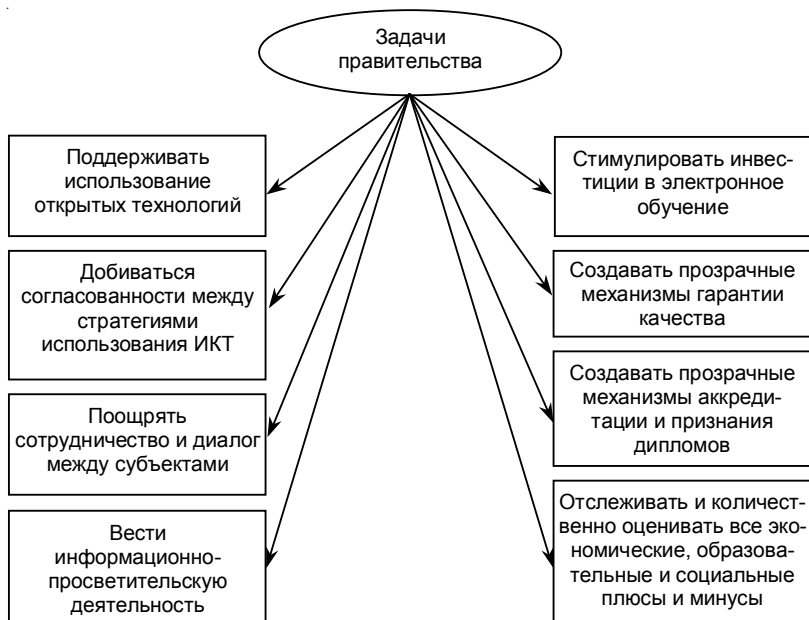 Задачи
правительства
Поддерживать
использование
открытых технологий
Добиваться
согласованности между
стратегиями
использования ИКТ
Поощрять
сотрудничество и диалог
между субъектами
Вести
информационно-
просветительскую
деятельность
Стимулировать инвес-
тиции в электронное
обучение
Создавать прозрачные
механизмы гарантии
качества
Создавать прозрачные
механизмы аккреди-
тации и признания
дипломов
Отслеживать и количест-
венно оценивать все эко-
номические, образова-
тельные и социальные
плюсы и минусы